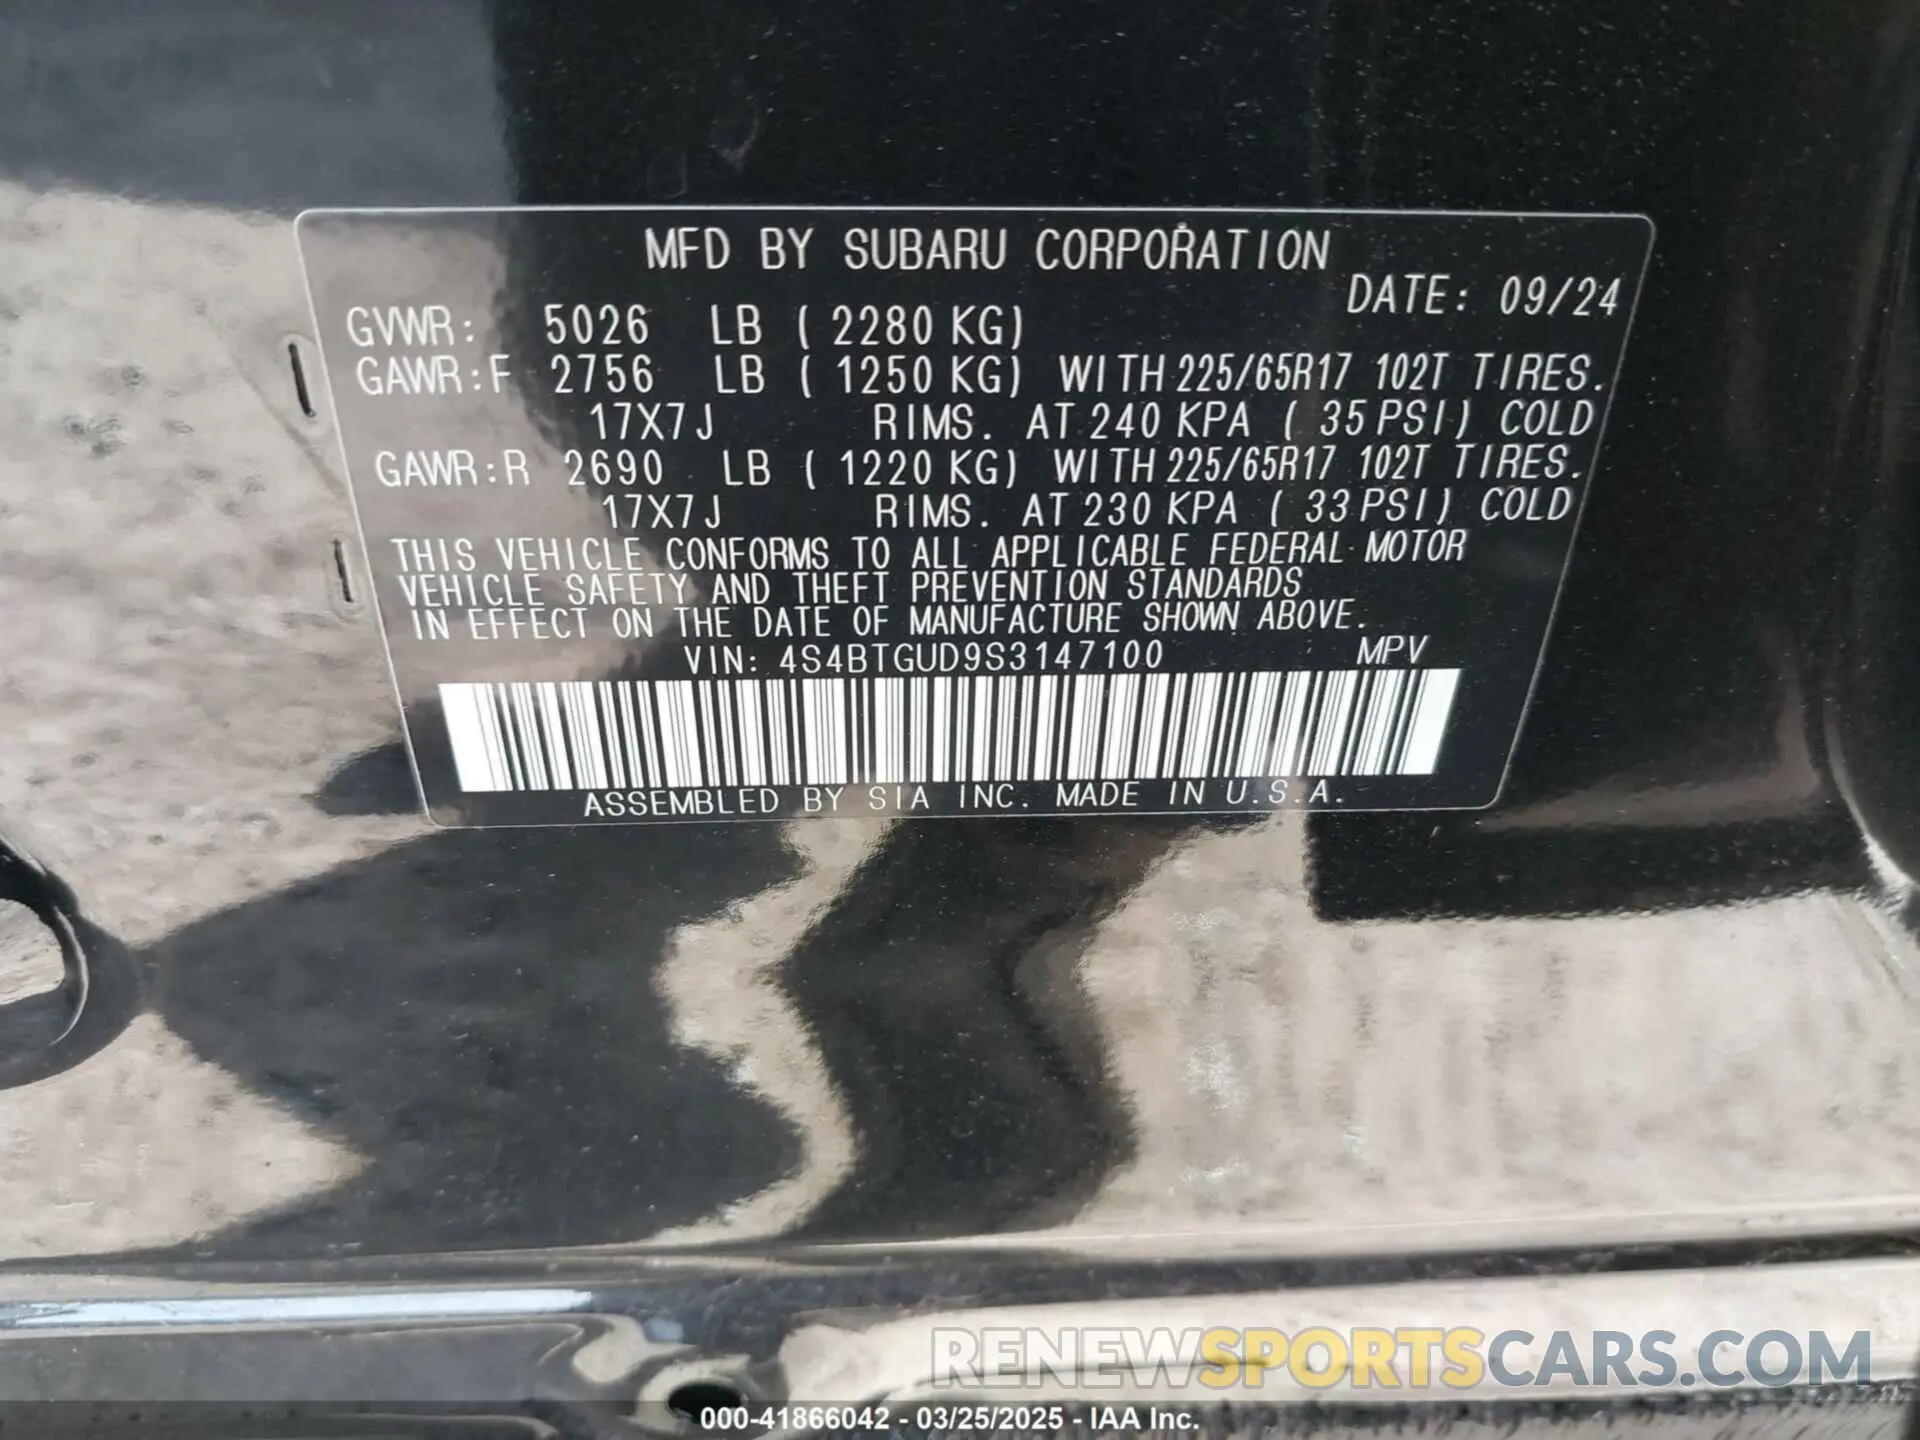 MFD BY SUBARU CORPORATION
DATE: 09/24
GVWR: 5026 LB ( 2280 KG)
GAWR:F 2756 LB ( 1250 KG) WITH 225/65R17 102T TIRES.
17X7J RIMS. AT 240 KPA ( 35 PSI) COLD
GAWR:R 2690 LB ( 1220 KG) WITH 225/65R17 102T TIRES.
17X7J RIMS. AT 230 KPA ( 33 PSI) COLD
THIS VEHICLE CONFORMS TO ALL APPLICABLE FEDERAL MOTOR
VEHICLE SAFETY AND THEFT PREVENTION STANDARDS
IN EFFECT ON THE DATE OF MANUFACTURE SHOWN ABOVE.
VIN: 4S4BTGUD9S3147100 MPV
ASSEMBLED BY SIA INC. MADE IN U.S.A.
RENEWSPORTSCARS.COM
000-41866042 - 03/25/2025 - IAA Inc.